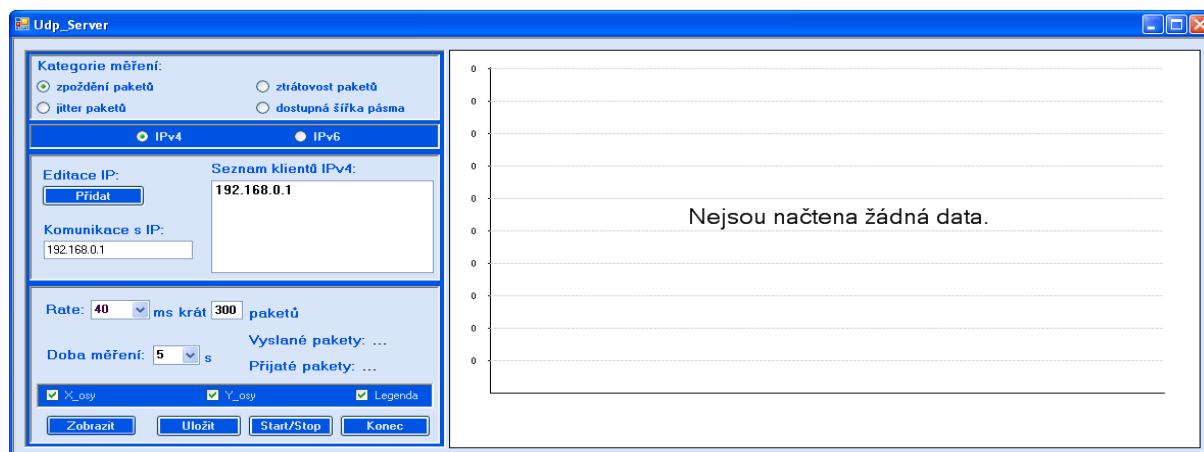 Udp_Server
Kategorie měření:
zpoždění paketů
ztrátovost paketů
jitter paketů
dostupná šířka pásma
IPv4
IPv6
Editace IP:
Přidat
Komunikace s IP:
192.168.0.1
Seznam klientů IPv4:
192.168.0.1
Rate: 40 ms krát 300 paketů
Vyslané pakety: ...
Doba měření: 5 s
Přijaté pakety: ...
X_osy
Y_osy
Legenda
Zobrazit
Uložit
Start/Stop
Konec
0
0
0
0
0
0
0
0
0
0
Nejsou načtena žádná data.